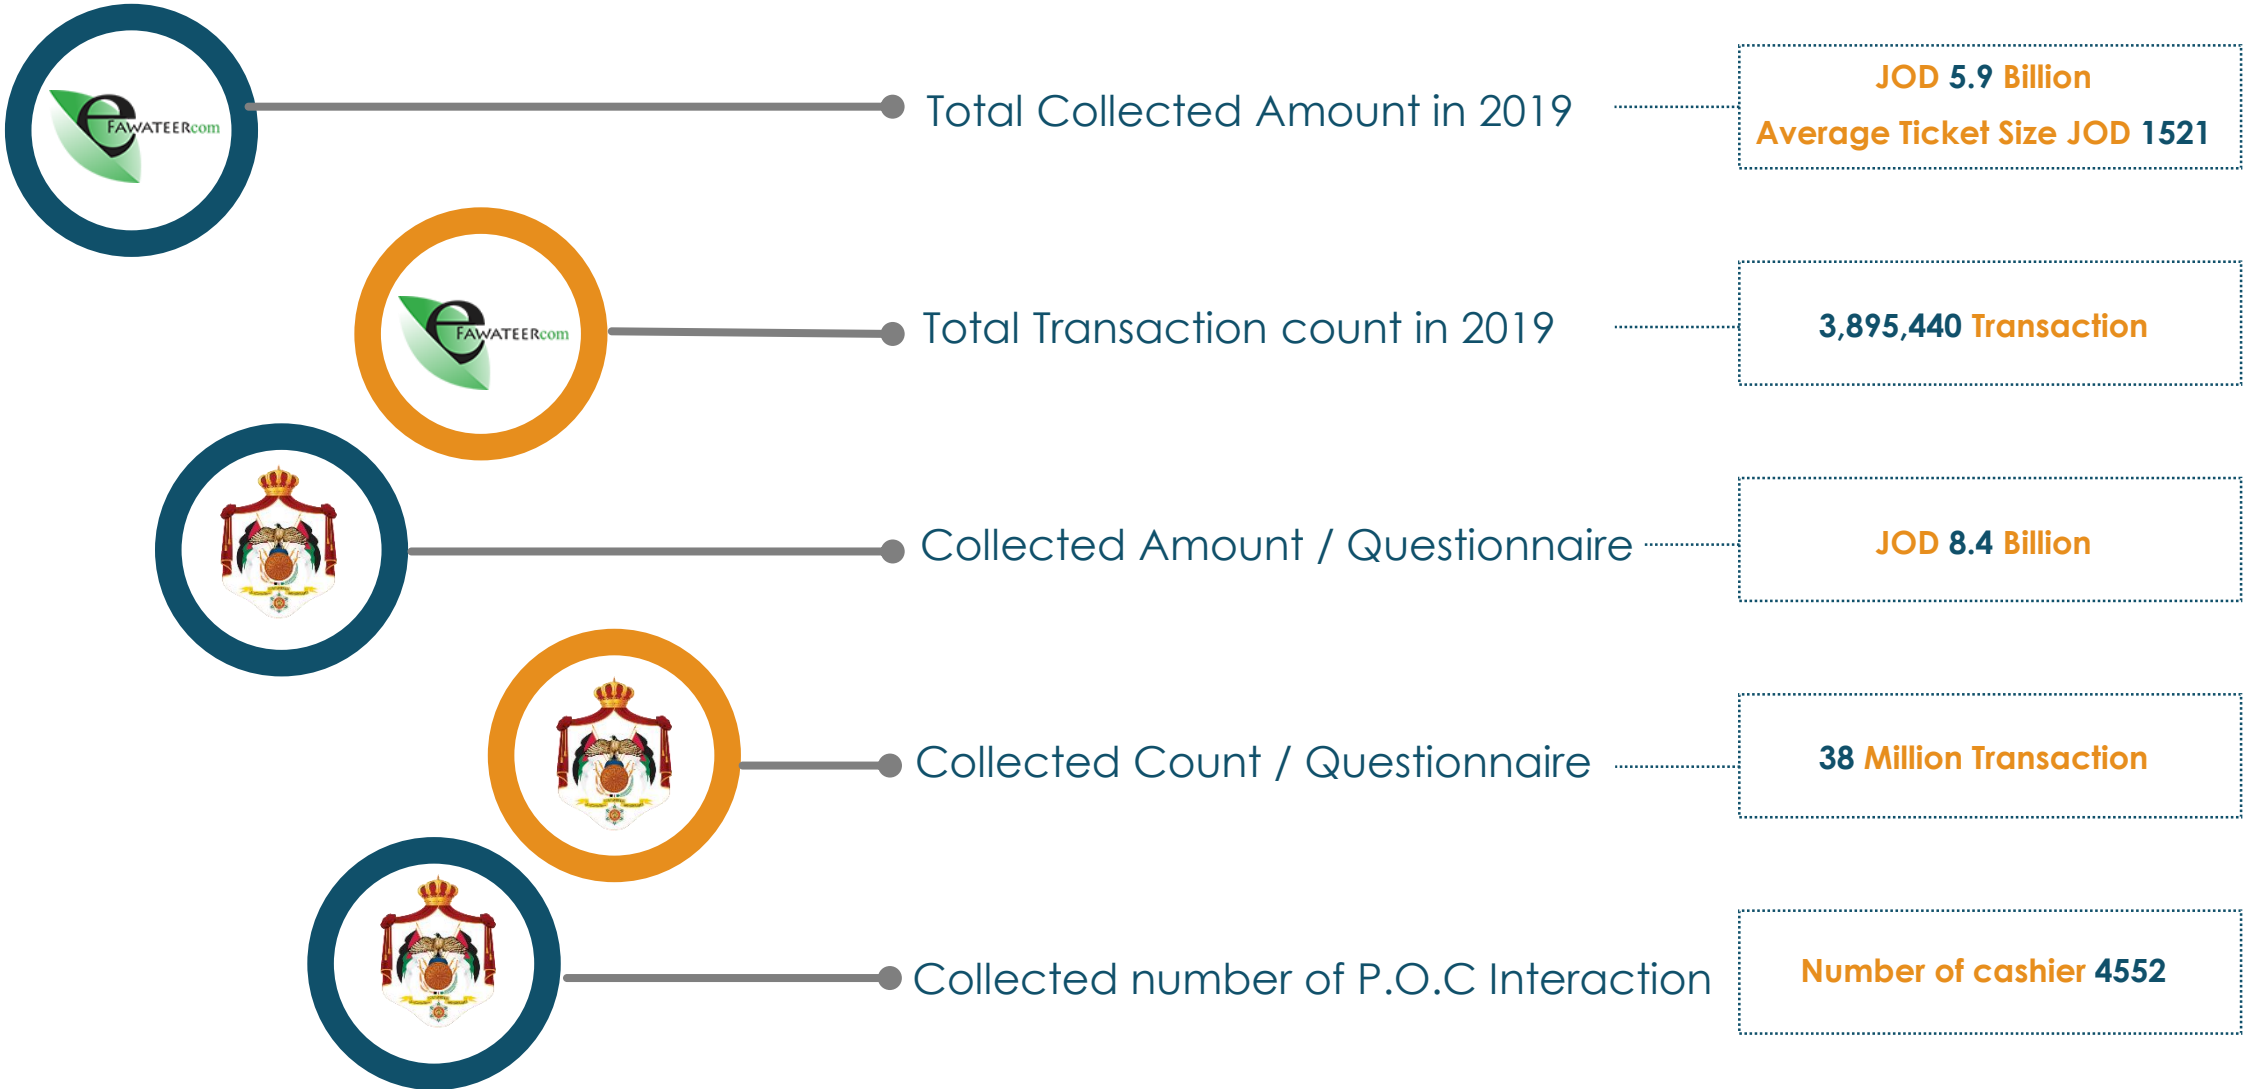 eFAWATEERcom
Total Collected Amount in 2019
JOD 5.9 Billion
Average Ticket Size JOD 1521
eFAWATEERcom
Total Transaction count in 2019
3,895,440 Transaction
Collected Amount / Questionnaire
JOD 8.4 Billion
Collected Count / Questionnaire
38 Million Transaction
Collected number of P.O.C Interaction
Number of cashier 4552